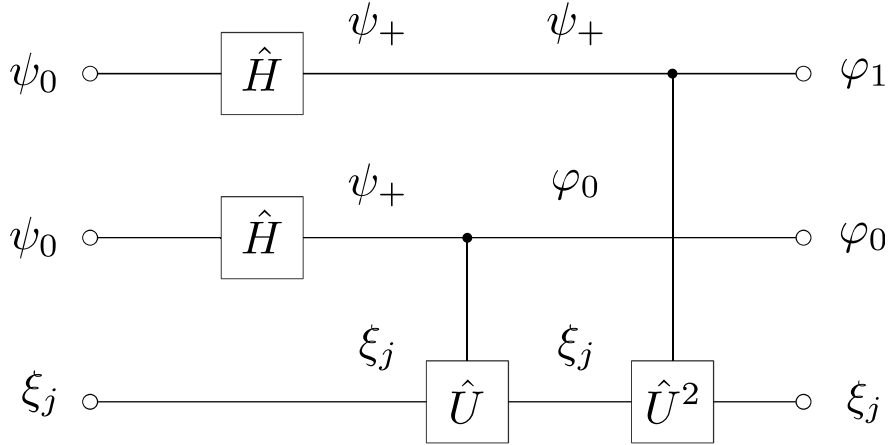 ψ₊ ψ₊
ψ₀ Ĥ φ₁
ψ₊ φ₀
ψ₀ Ĥ φ₀
ξⱼ ξⱼ
ξⱼ Û Û² ξⱼ